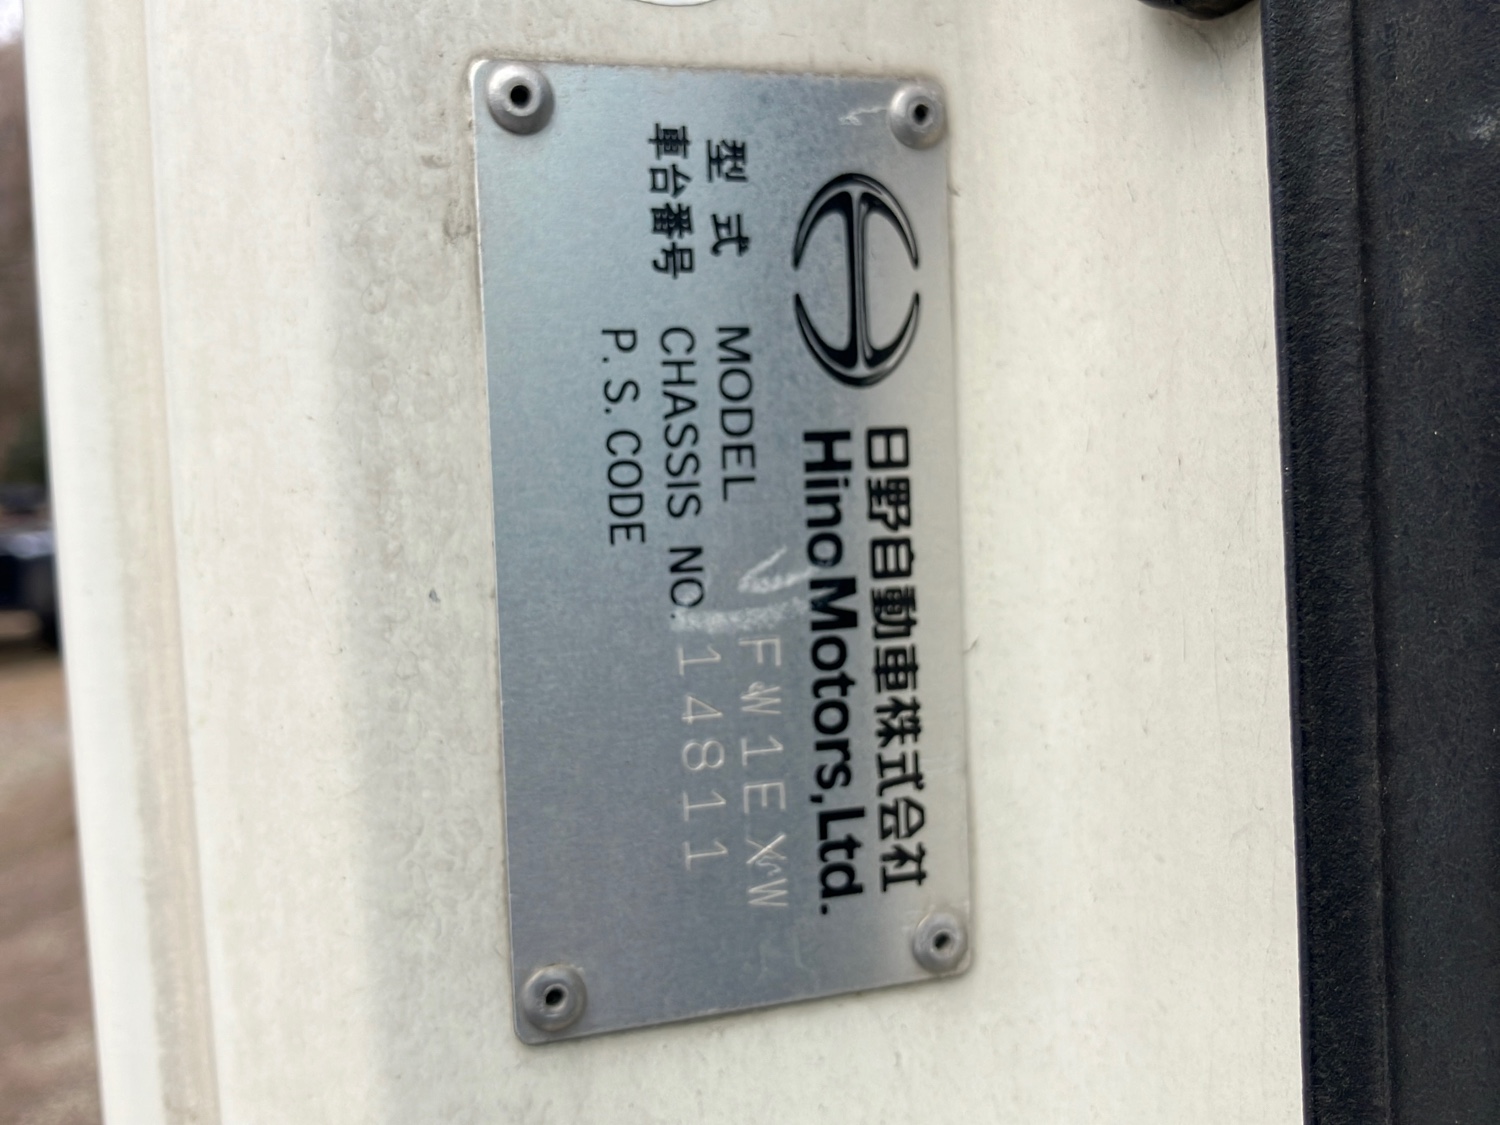 日野自動車株式会社
Hino Motors, Ltd.
型式 MODEL FW1EXW
車台番号 CHASSIS NO. 14811
P.S.CODE